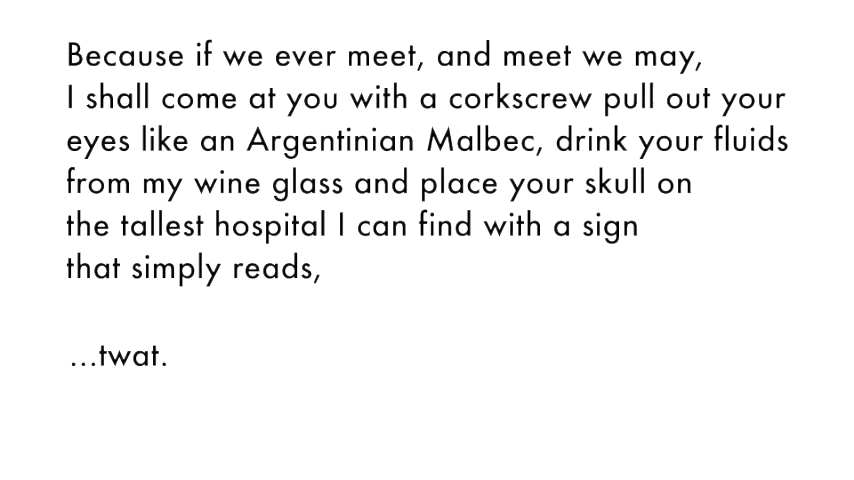 Because if we ever meet, and meet we may,
I shall come at you with a corkscrew pull out your
eyes like an Argentinian Malbec, drink your fluids
from my wine glass and place your skull on
the tallest hospital I can find with a sign
that simply reads,
...twat.